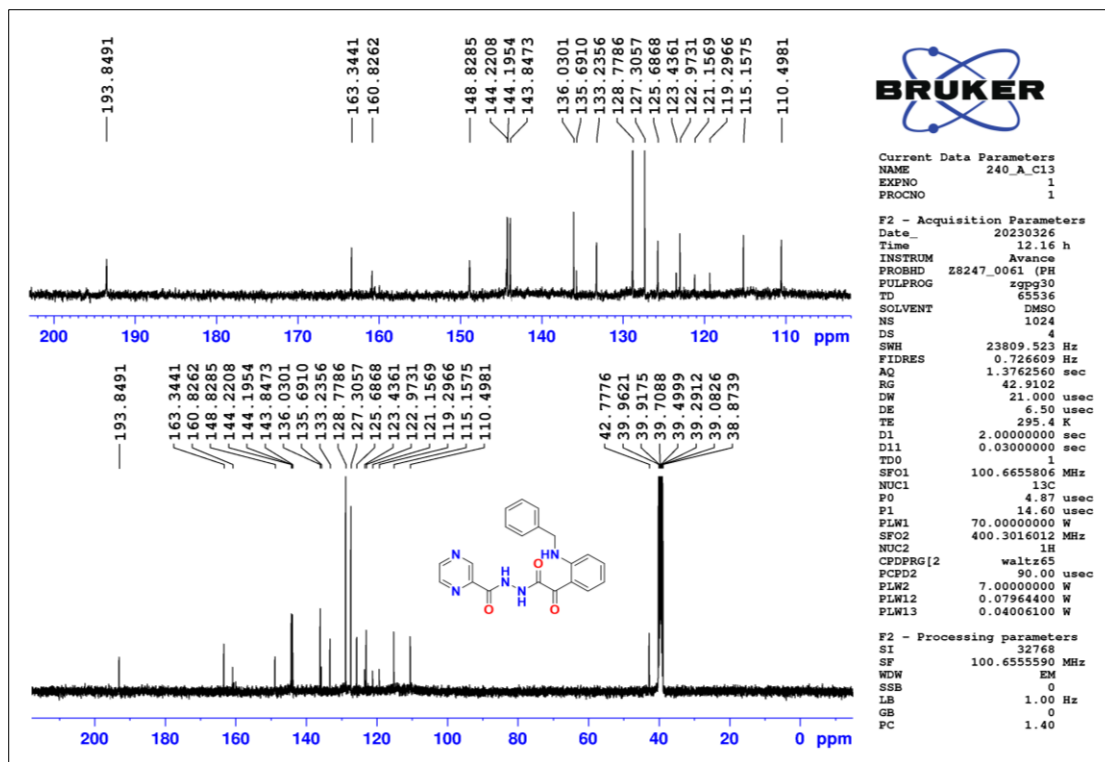 193.8491
163.3441
160.8262
148.8285
144.2208
144.1954
143.8473
136.0301
135.6910
133.2356
128.7786
127.3057
125.6868
123.4361
122.9731
121.1569
119.2966
115.1575
110.4981
200 190 180 170 160 150 140 130 120 110 ppm
193.8491
163.3441
160.8262
148.8285
144.2208
144.1954
143.8473
136.0301
135.6910
133.2356
128.7786
127.3057
125.6868
123.4361
122.9731
121.1569
119.2966
115.1575
110.4981
42.7776
39.9621
39.9175
39.7088
39.4999
39.2912
39.0826
38.8739
HN
N
H
N
O
N
N
O
N
H
O
200 180 160 140 120 100 80 60 40 20 0 ppm
BRUKER
Current Data Parameters
NAME 240_A_C13
EXPNO 1
PROCNO 1
F2 - Acquisition Parameters
Date_ 20230326
Time 12.16 h
INSTRUM Avance
PROBHD Z8247_0061 (PH
PULPROG zgpg30
TD 65536
SOLVENT DMSO
NS 1024
DS 4
SWH 23809.523 Hz
FIDRES 0.726609 Hz
AQ 1.3762560 sec
RG 42.9102
DW 21.000 usec
DE 6.50 usec
TE 295.4 K
D1 2.00000000 sec
D11 0.03000000 sec
TD0 1
SFO1 100.6655806 MHz
NUC1 13C
P0 4.87 usec
P1 14.60 usec
PLW1 70.00000000 W
SFO2 400.3016012 MHz
NUC2 1H
CPDPRG[2 waltz65
PCPD2 90.00 usec
PLW2 7.00000000 W
PLW12 0.07964400 W
PLW13 0.04006100 W
F2 - Processing parameters
SI 32768
SF 100.6555590 MHz
WDW EM
SSB 0
LB 1.00 Hz
GB 0
PC 1.40